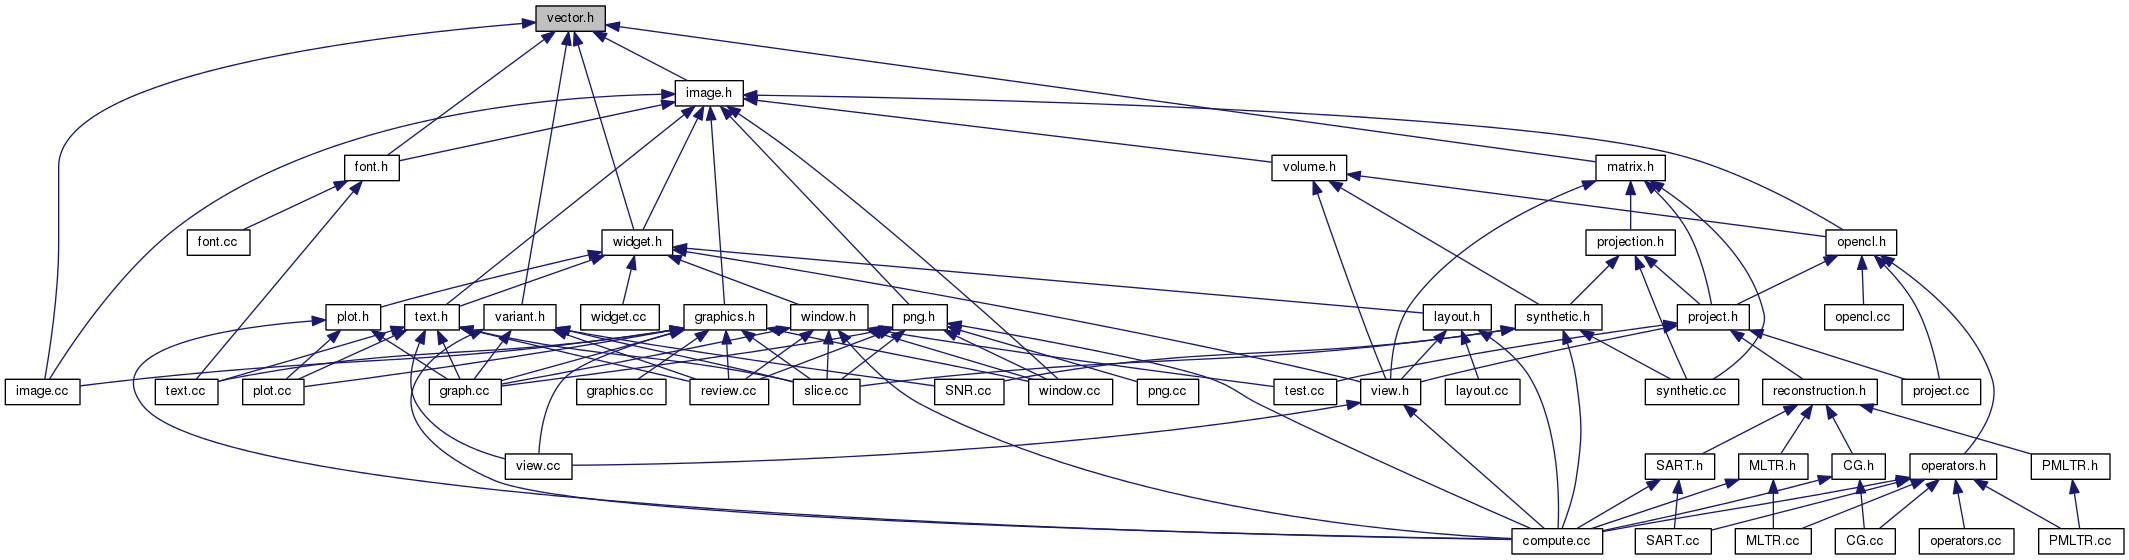 vector.h
image.h
font.h
volume.h
matrix.h
font.cc
widget.h
projection.h
opencl.h
plot.h
text.h
variant.h
widget.cc
graphics.h
window.h
png.h
layout.h
synthetic.h
project.h
opencl.cc
image.cc
text.cc
plot.cc
graph.cc
graphics.cc
review.cc
slice.cc
SNR.cc
window.cc
png.cc
test.cc
view.h
layout.cc
synthetic.cc
reconstruction.h
project.cc
view.cc
SART.h
MLTR.h
CG.h
operators.h
PMLTR.h
compute.cc
SART.cc
MLTR.cc
CG.cc
operators.cc
PMLTR.cc